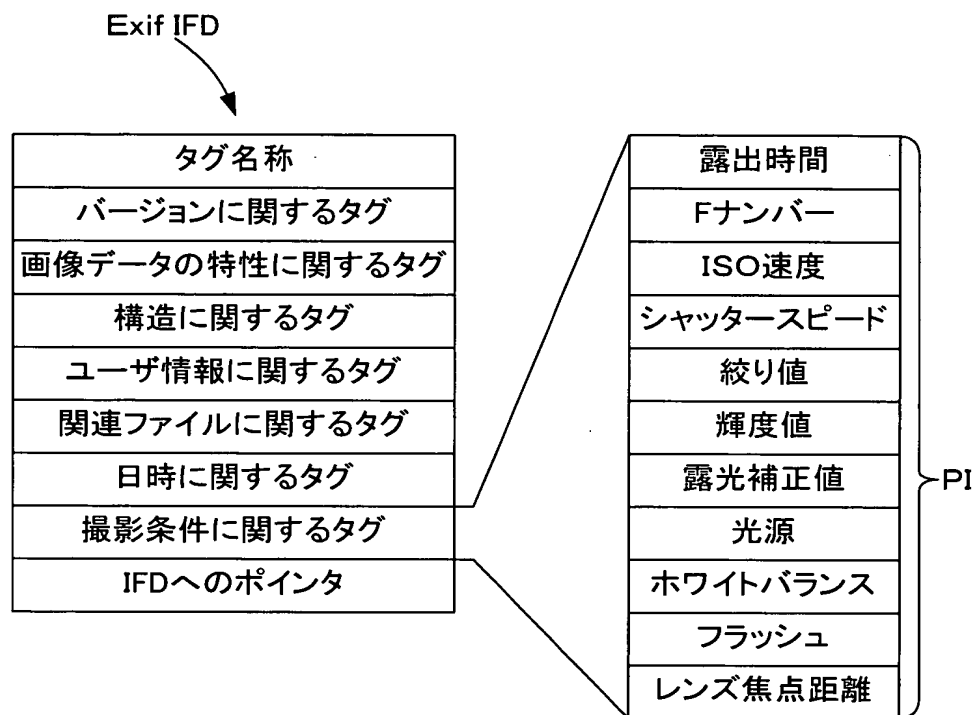 Exif IFD
タグ名称
バージョンに関するタグ
画像データの特性に関するタグ
構造に関するタグ
ユーザ情報に関するタグ
関連ファイルに関するタグ
日時に関するタグ
撮影条件に関するタグ
IFDへのポインタ
露出時間
Fナンバー
ISO速度
シャッタースピード
絞り値
輝度値
露光補正値
光源
ホワイトバランス
フラッシュ
レンズ焦点距離
PI